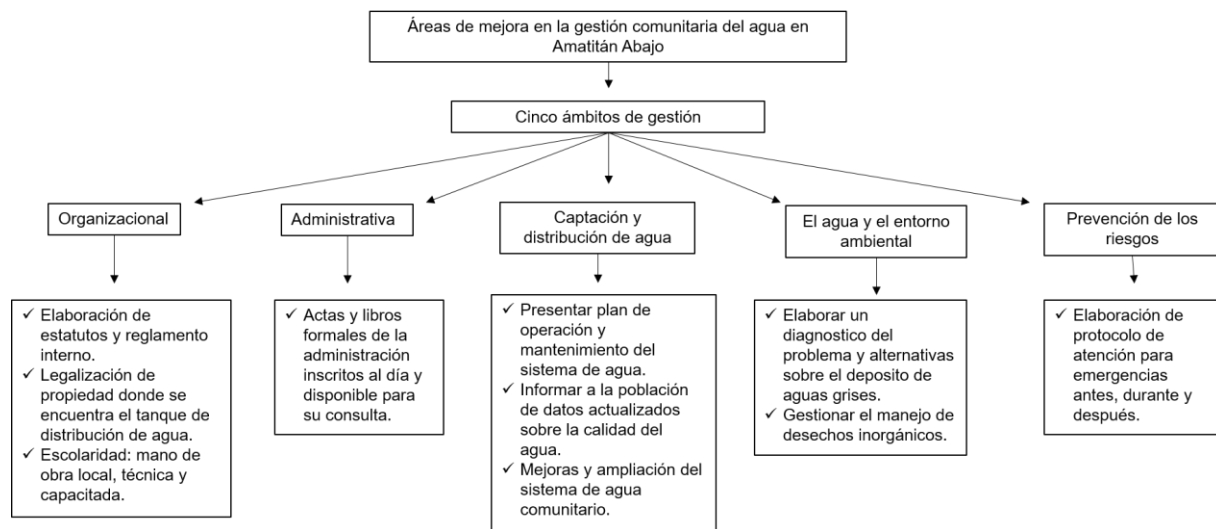 Áreas de mejora en la gestión comunitaria del agua en
Amatitán Abajo
Cinco ámbitos de gestión
Organizacional
Administrativa
Captación y
distribución de agua
El agua y el entorno
ambiental
Prevención de los
riesgos
✓ Elaboración de
estatutos y reglamento
interno.
✓ Legalización de
propiedad donde se
encuentra el tanque de
distribución de agua.
✓ Escolaridad: mano de
obra local, técnica y
capacitada.
✓ Actas y libros
formales de la
administración
inscritos al día y
disponible para
su consulta.
✓ Presentar plan de
operación y
mantenimiento del
sistema de agua.
✓ Informar a la población
de datos actualizados
sobre la calidad del
agua.
✓ Mejoras y ampliación del
sistema de agua
comunitario.
✓ Elaborar un
diagnostico del
problema y alternativas
sobre el deposito de
aguas grises.
✓ Gestionar el manejo de
desechos inorgánicos.
✓ Elaboración de
protocolo de
atención para
emergencias
antes, durante y
después.